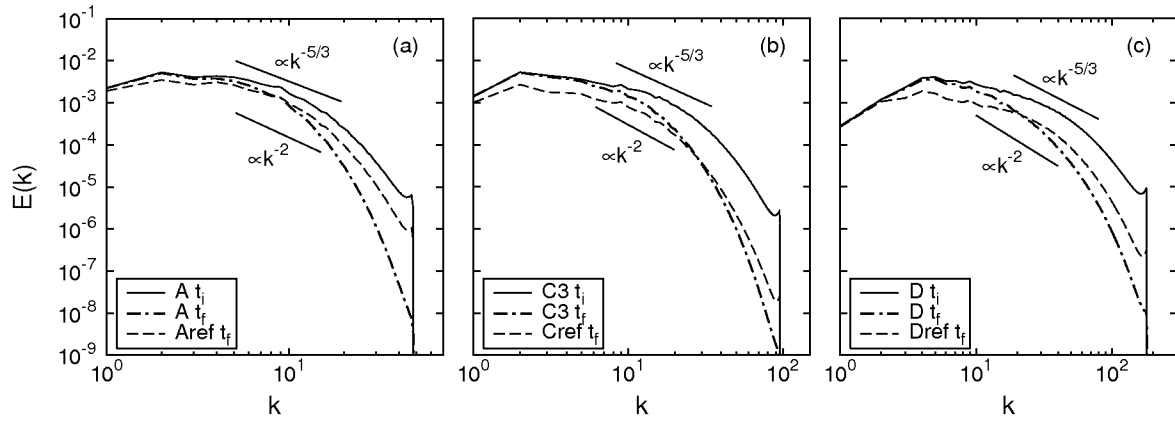 E(k)
10^-1
10^-2
10^-3
10^-4
10^-5
10^-6
10^-7
10^-8
10^-9
(a)
∝k^-5/3
∝k^-2
A t_i
A t_f
Aref t_f
10^0 10^1
k
(b)
∝k^-5/3
∝k^-2
C3 t_i
C3 t_f
Cref t_f
10^0 10^1 10^2
k
(c)
∝k^-5/3
∝k^-2
D t_i
D t_f
Dref t_f
10^0 10^1 10^2
k